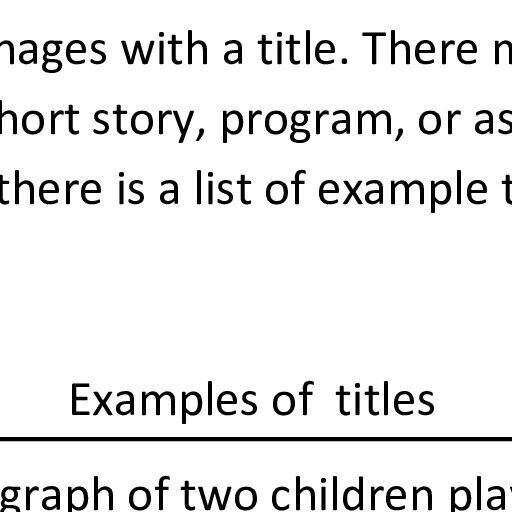 nages with a title. There
hort story, program, or as
there is a list of example
Examples of  titles
graph of two children play